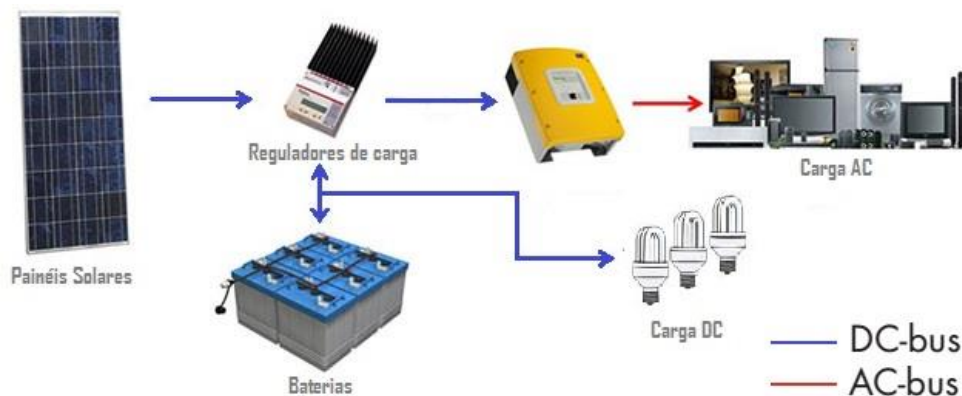 Reguladores de carga
Carga AC
Painéis Solares
Baterias
Carga DC
DC-bus
AC-bus